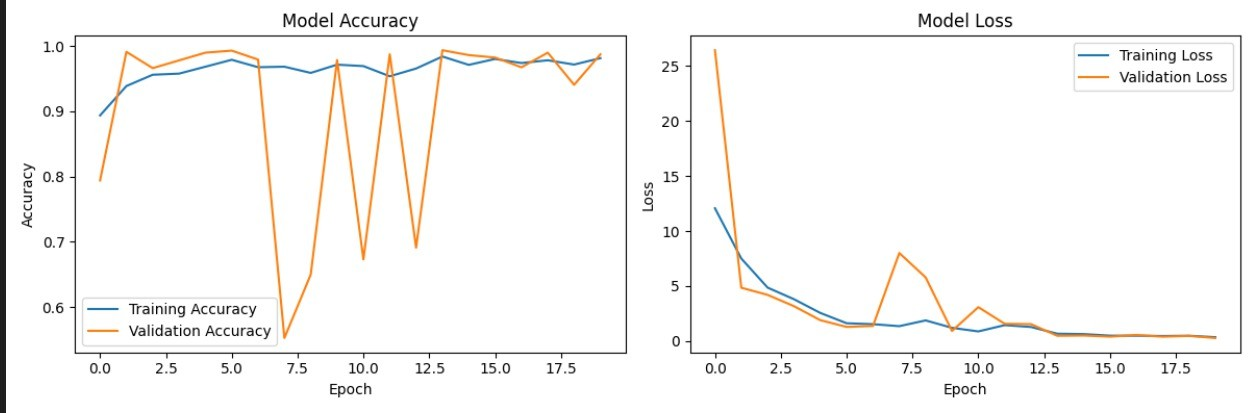 Model Accuracy
1.0
0.9
0.8
0.7
0.6
Accuracy
Training Accuracy
Validation Accuracy
0.0 2.5 5.0 7.5 10.0 12.5 15.0 17.5
Epoch
Model Loss
25
20
15
10
5
0
Loss
Training Loss
Validation Loss
0.0 2.5 5.0 7.5 10.0 12.5 15.0 17.5
Epoch